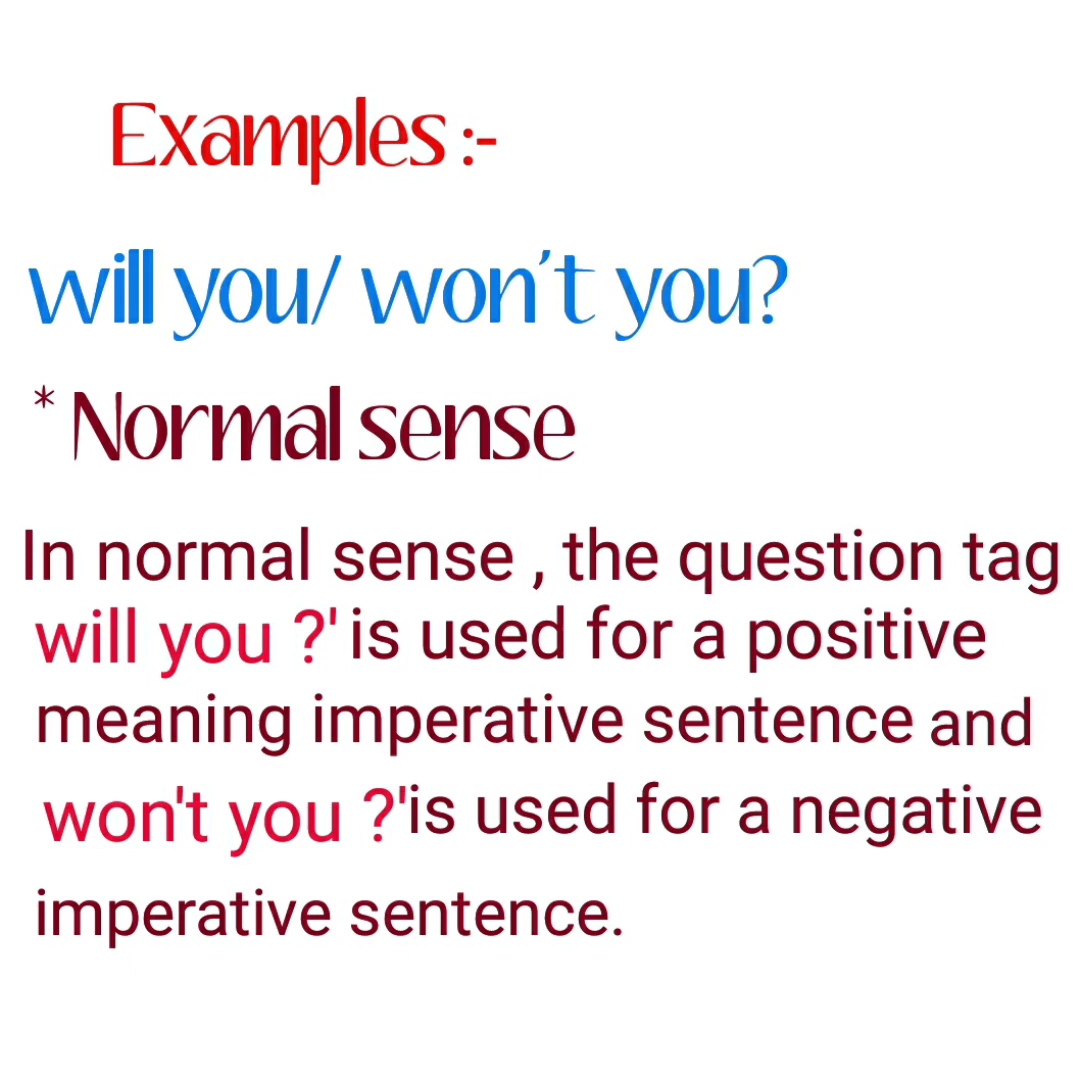 Examples :-
will you/ won't you?
* Normal sense
In normal sense , the question tag
will you ?' is used for a positive
meaning imperative sentence and
won't you ?'is used for a negative
imperative sentence.